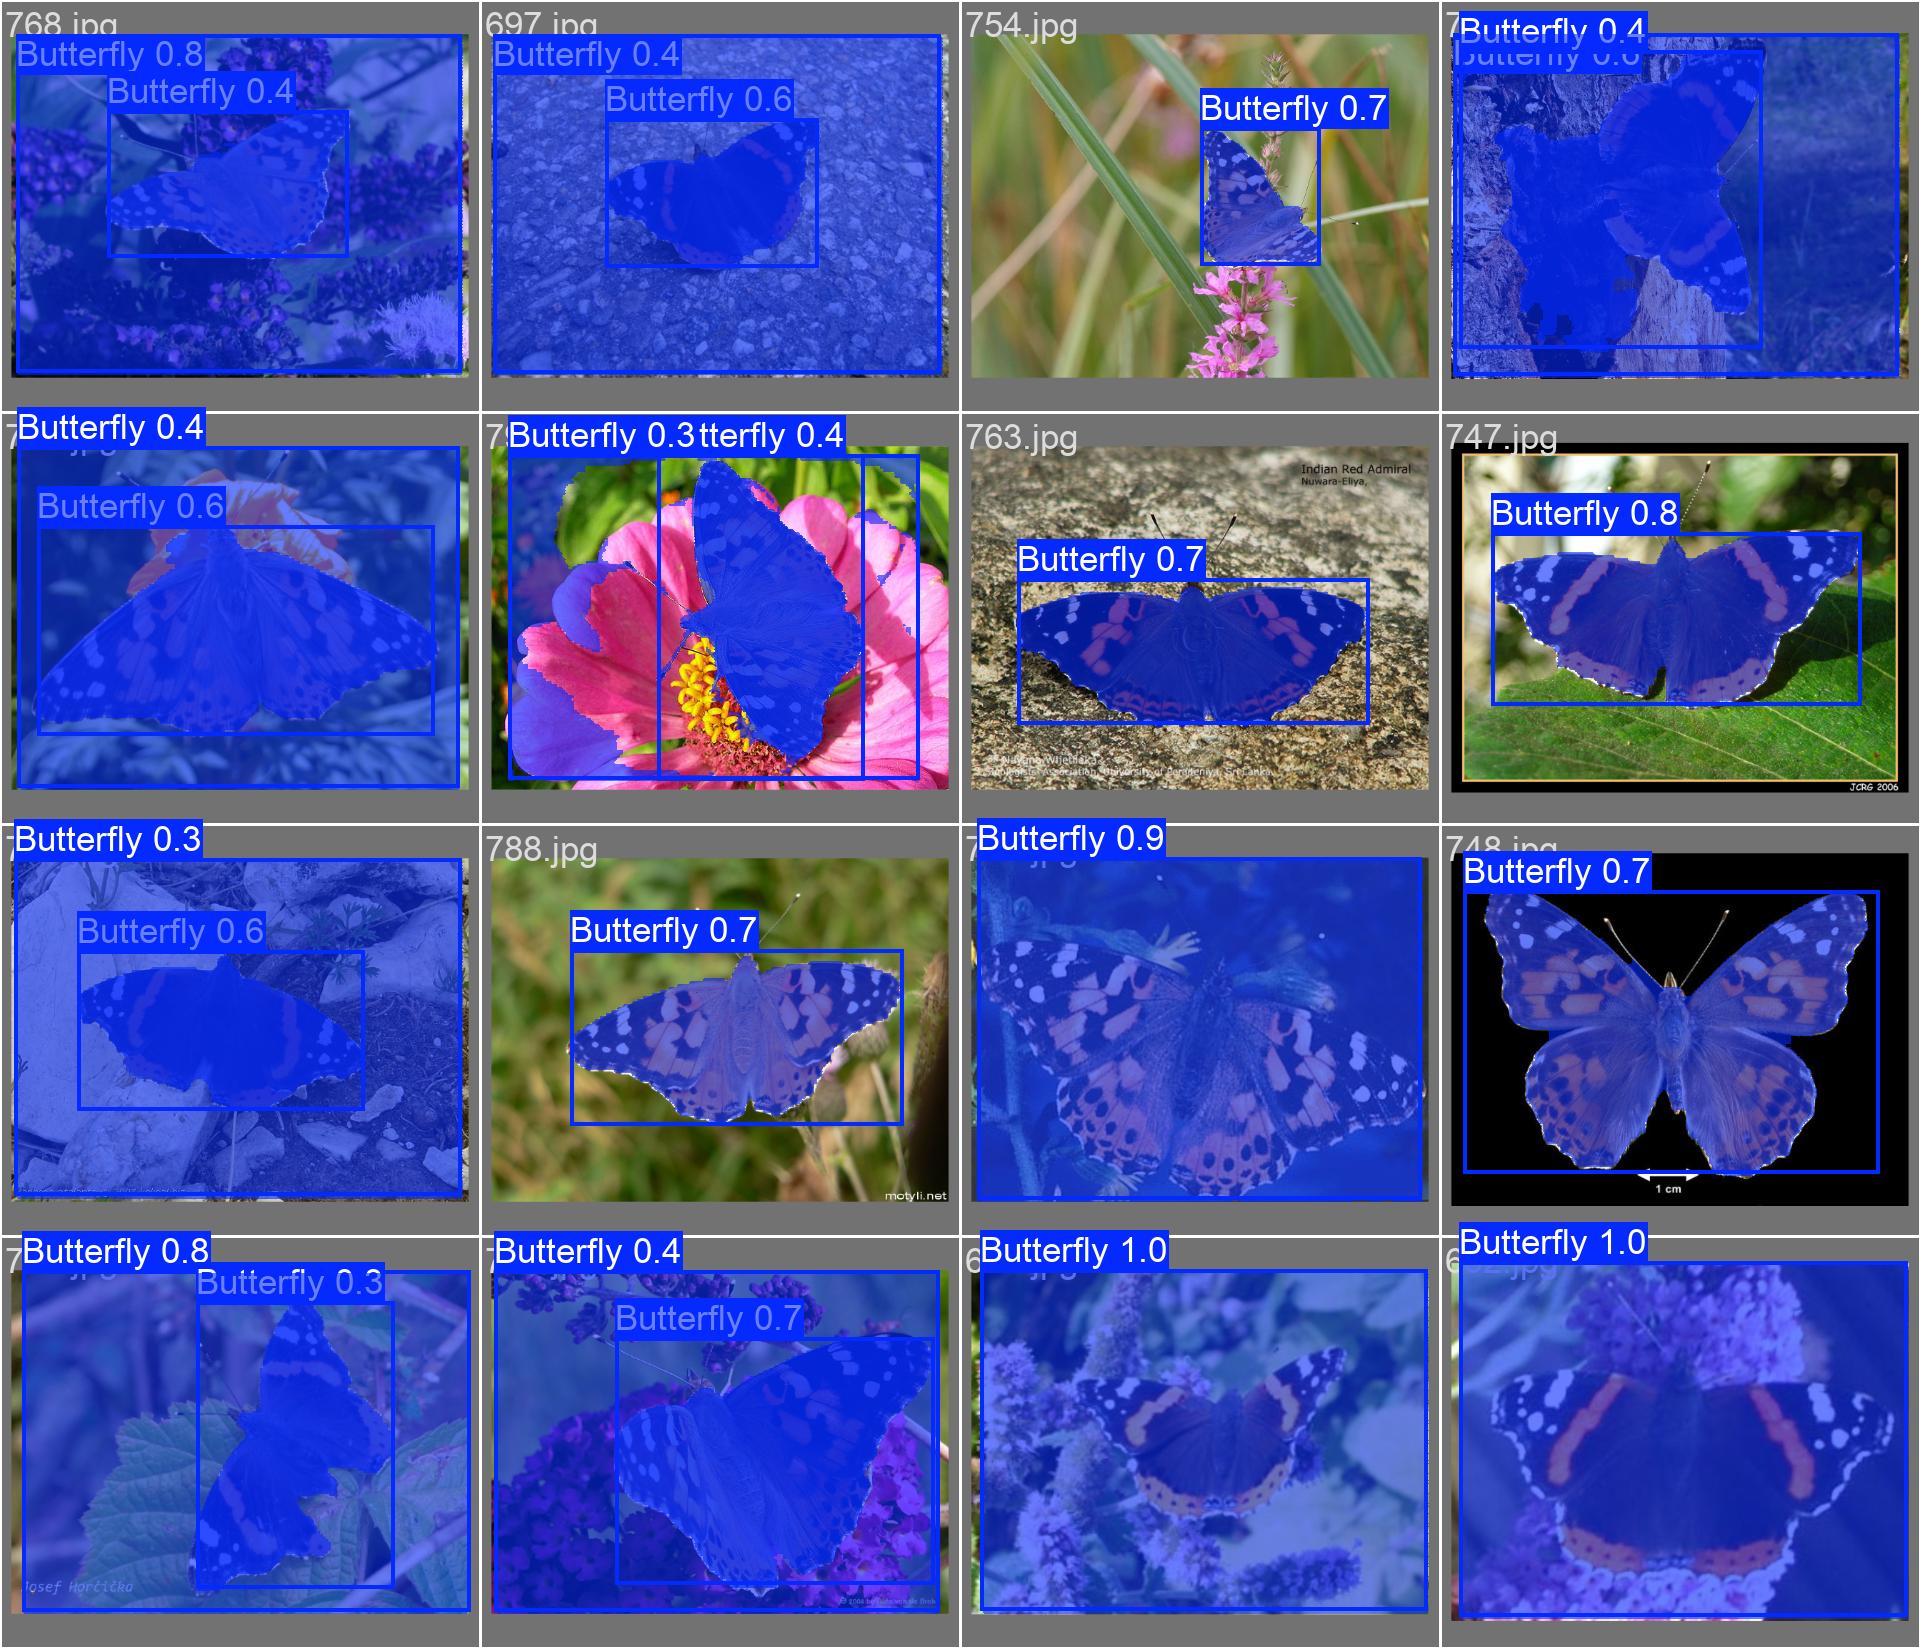 768.jpg
697.jpg
754.jpg
Butterfly 0.8
Butterfly 0.4
Butterfly 0.4
Butterfly 0.6
Butterfly 0.7
Butterfly 0.4
Butterfly 0.6
Butterfly 0.4
Butterfly 0.6
Butterfly 0.3
tterfly 0.4
763.jpg
Indian Red Admiral
Nuwara-Eliya,
Butterfly 0.7
747.jpg
Butterfly 0.8
JCRG 2006
Butterfly 0.3
Butterfly 0.6
788.jpg
Butterfly 0.7
motyli.net
Butterfly 0.9
748.jpg
Butterfly 0.7
1 cm
Butterfly 0.8
Butterfly 0.3
Josef Horčička
Butterfly 0.4
Butterfly 0.7
Butterfly 1.0
Butterfly 1.0